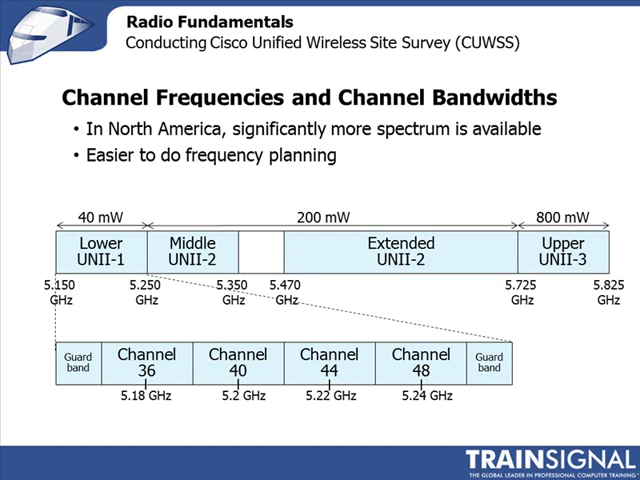 Radio Fundamentals
Conducting Cisco Unified Wireless Site Survey (CUWSS)
Channel Frequencies and Channel Bandwidths
• In North America, significantly more spectrum is available
• Easier to do frequency planning
40 mW 200 mW 800 mW
Lower Middle Extended Upper
UNII-1 UNII-2 UNII-2 UNII-3
5.150 5.250 5.350 5.470 5.725 5.825
GHz GHz GHz GHz GHz GHz
Guard Channel Channel Channel Channel Guard
band 36 40 44 48 band
5.18 GHz 5.2 GHz 5.22 GHz 5.24 GHz
TRAINSIGNAL
THE GLOBAL LEADER IN PROFESSIONAL COMPUTER TRAINING